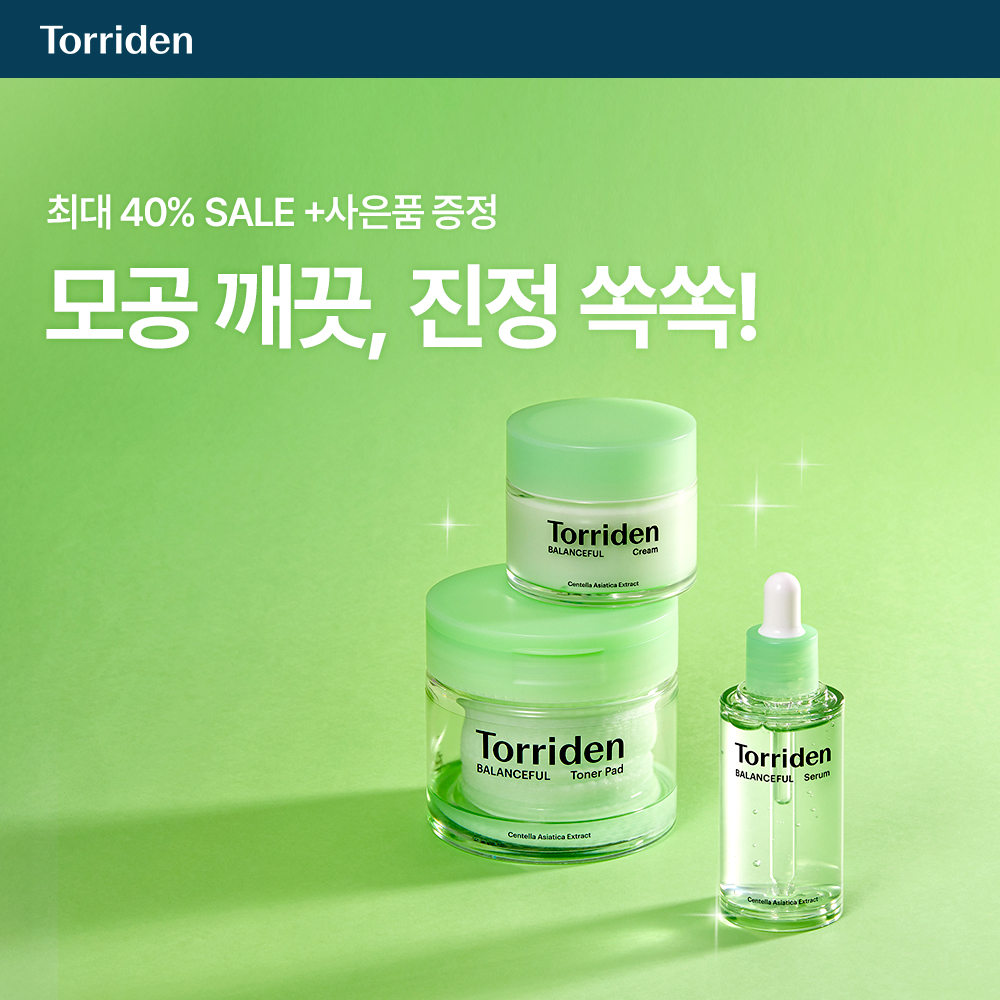 Torriden
최대 40% SALE +사은품 증정
모공 깨끗, 진정 쏙쏙!
Torriden
BALANCEFUL Cream
Centella Asiatica Extract
Torriden
BALANCEFUL Toner Pad
Centella Asiatica Extract
Torriden
BALANCEFUL Serum
Centella Asiatica Extract